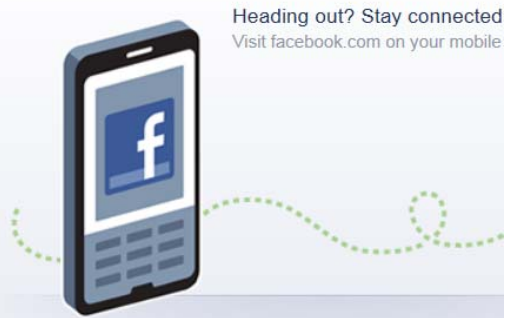 Heading out? Stay connected
Visit facebook.com on your mobile
f